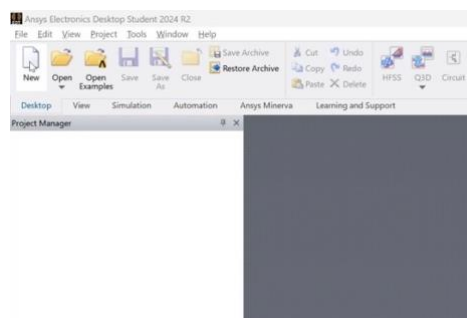 Ansys Electronics Desktop Student 2024 R2
File Edit View Project Tools Window Help
New
Open
Open Examples
Save
Save As
Close
Save Archive
Restore Archive
Cut
Copy
Paste
Undo
Redo
Delete
HFSS
Q3D
Circuit
Desktop View Simulation Automation Ansys Minerva Learning and Support
Project Manager